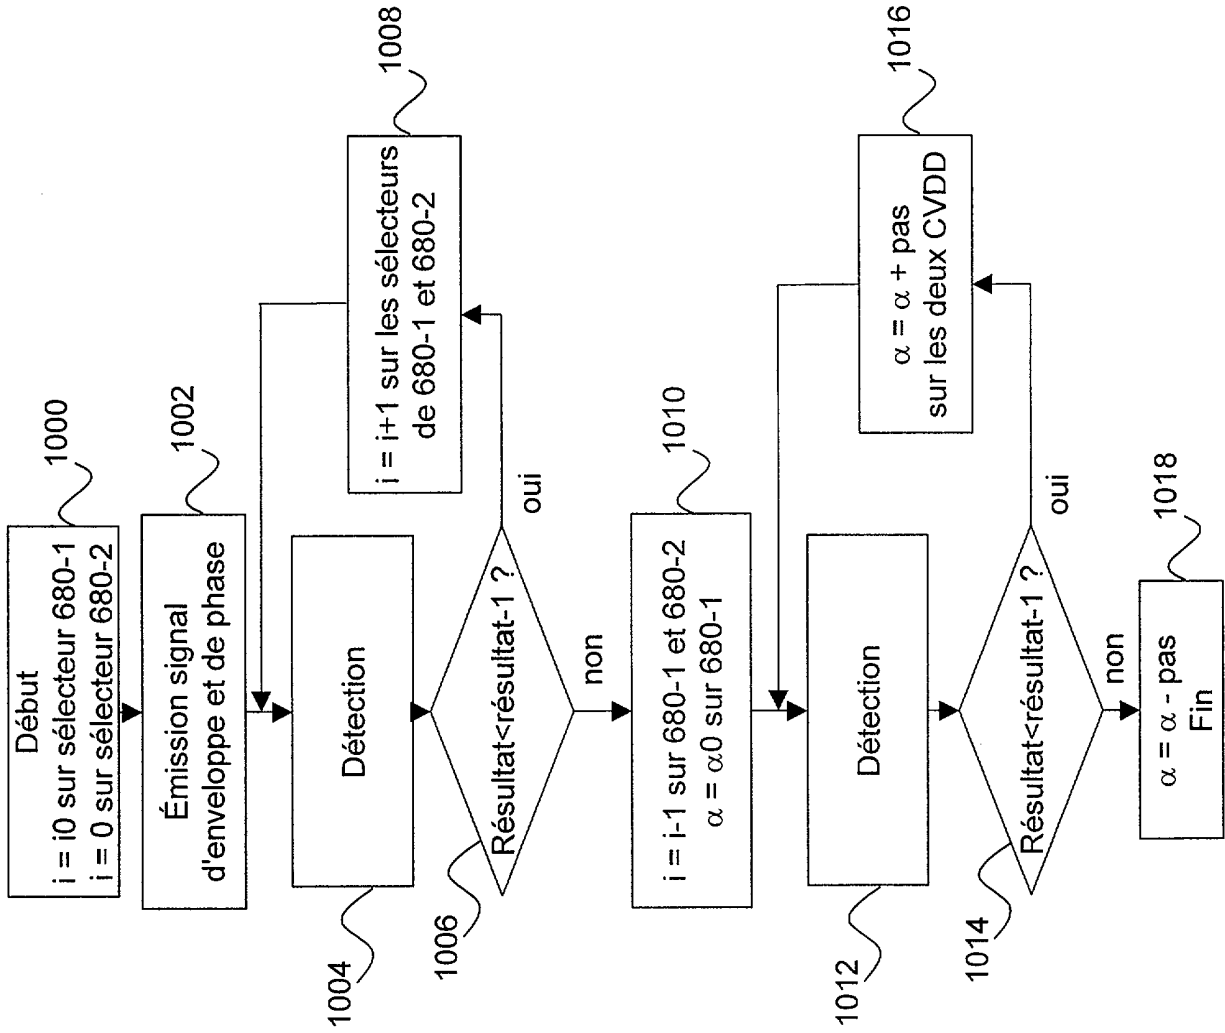 Début
i = i0 sur sélecteur 680-1
i = 0 sur sélecteur 680-2
1000
Émission signal
d'enveloppe et de phase
1002
Détection
1004
Résultat<résultat-1 ?
1006
oui
i = i+1 sur les sélecteurs
de 680-1 et 680-2
1008
non
i = i-1 sur 680-1 et 680-2
α = α0 sur 680-1
1010
Détection
1012
Résultat<résultat-1 ?
1014
oui
α = α + pas
sur les deux CVDD
1016
non
α = α - pas
Fin
1018